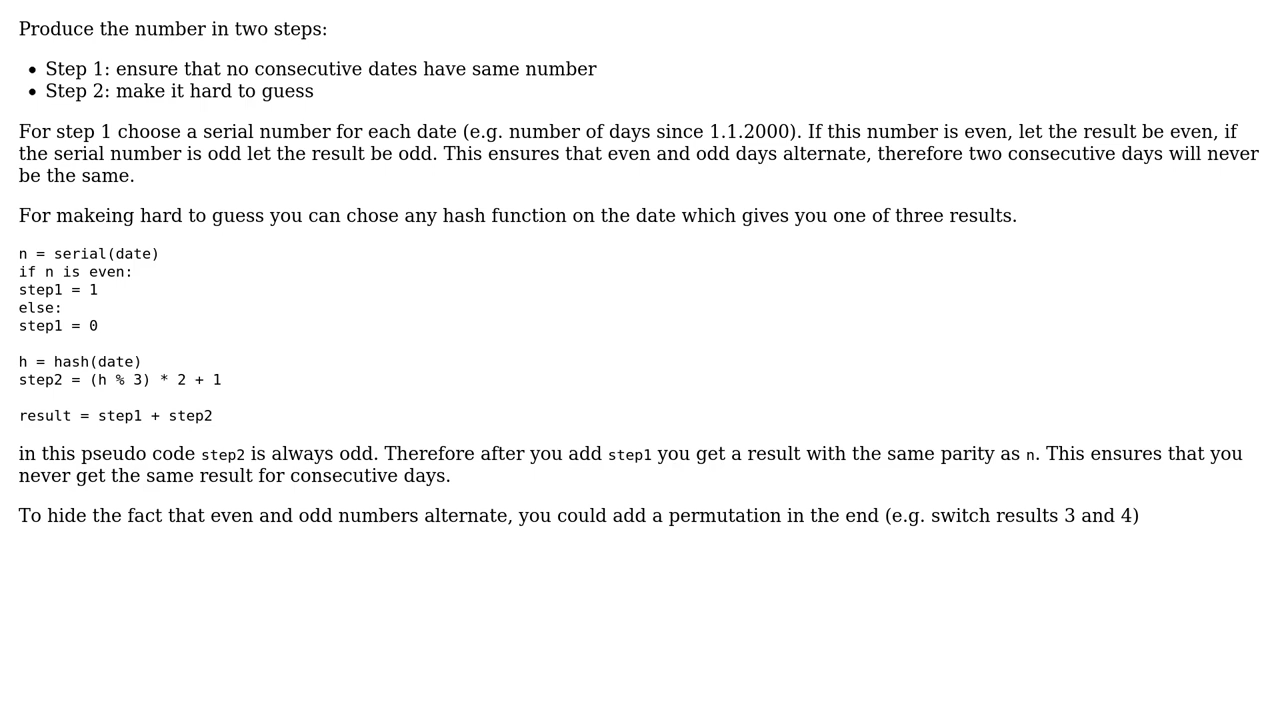 Produce the number in two steps:
• Step 1: ensure that no consecutive dates have same number
• Step 2: make it hard to guess
For step 1 choose a serial number for each date (e.g. number of days since 1.1.2000). If this number is even, let the result be even, if
the serial number is odd let the result be odd. This ensures that even and odd days alternate, therefore two consecutive days will never
be the same.
For makeing hard to guess you can chose any hash function on the date which gives you one of three results.
n = serial(date)
if n is even:
step1 = 1
else:
step1 = 0
h = hash(date)
step2 = (h % 3) * 2 + 1
result = step1 + step2
in this pseudo code step2 is always odd. Therefore after you add step1 you get a result with the same parity as n. This ensures that you
never get the same result for consecutive days.
To hide the fact that even and odd numbers alternate, you could add a permutation in the end (e.g. switch results 3 and 4)